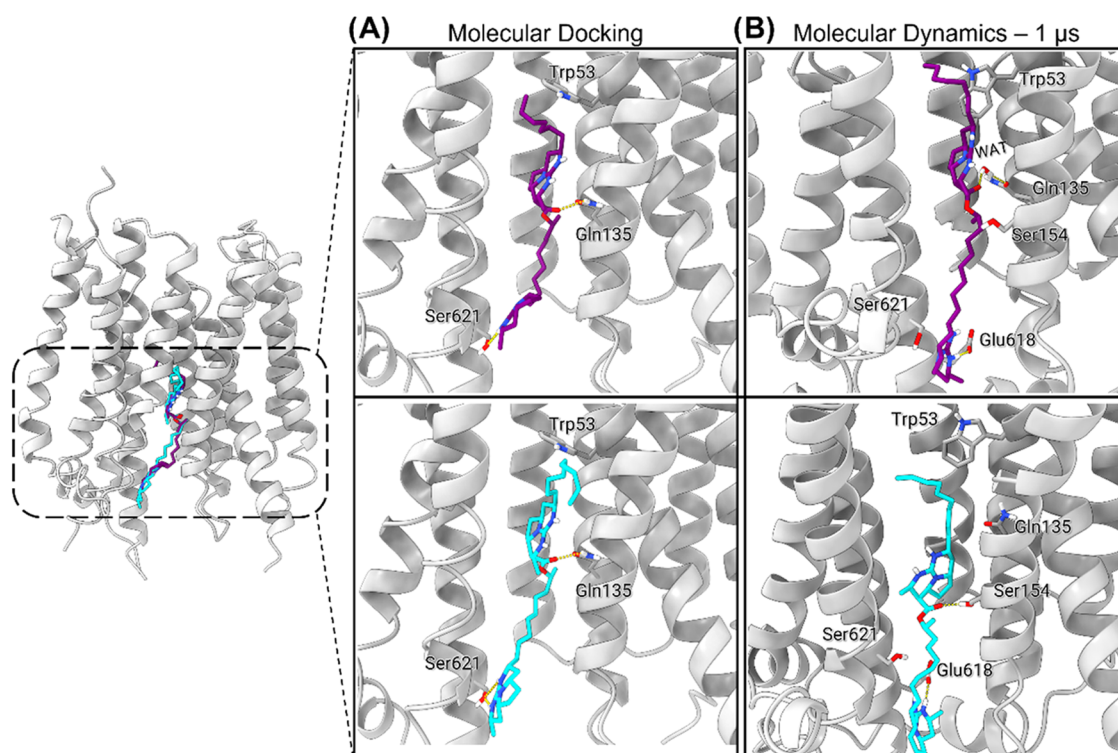 (A)
Molecular Docking
(B)
Molecular Dynamics – 1 µs
Trp53
Gln135
Ser621
Trp53
WAT
Gln135
Ser154
Ser621
Glu618
Trp53
Gln135
Ser621
Trp53
Gln135
Ser154
Ser621
Glu618